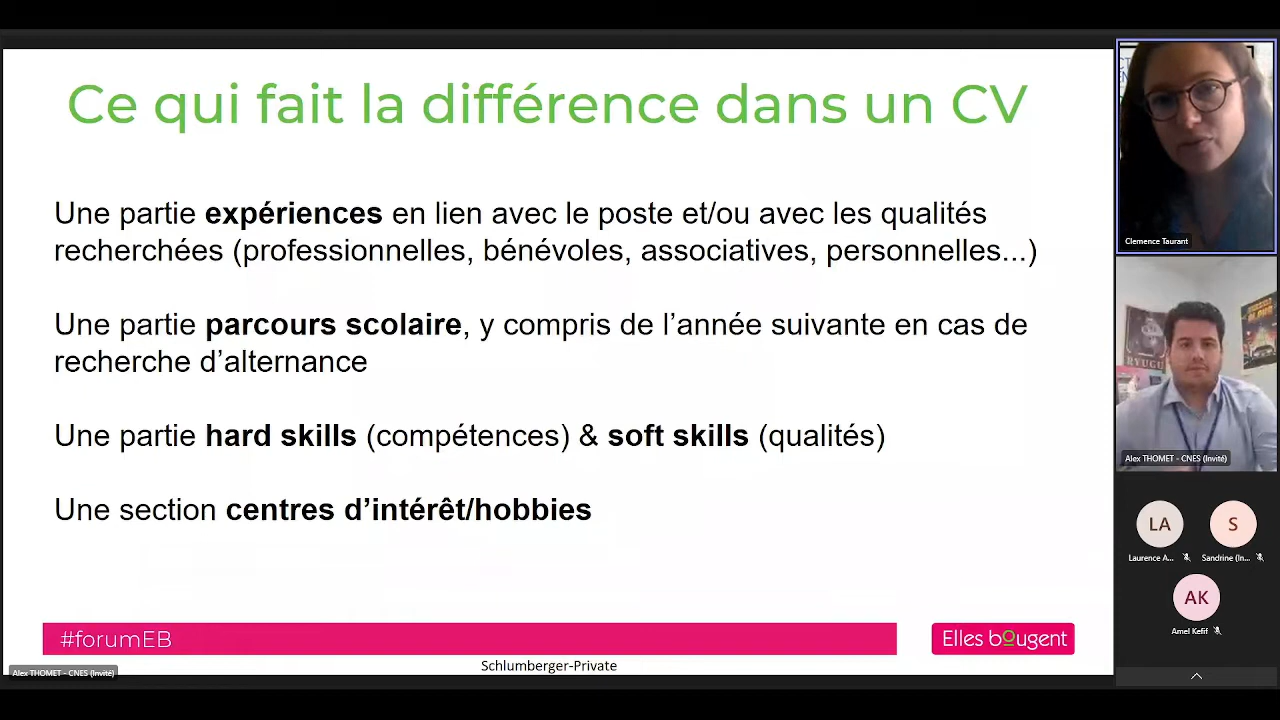 Ce qui fait la différence dans un CV
Une partie expériences en lien avec le poste et/ou avec les qualités
recherchées (professionnelles, bénévoles, associatives, personnelles...)
Une partie parcours scolaire, y compris de l’année suivante en cas de
recherche d’alternance
Une partie hard skills (compétences) & soft skills (qualités)
Une section centres d’intérêt/hobbies
#forumEB
Elles bougent
Schlumberger-Private
Alex THOMET - CNES (Invité)
Clemence Taurant
RYUGU
Alex THOMET - CNES (Invité)
LA
S
Laurence A...
Sandrine (In...
AK
Amel Kefif